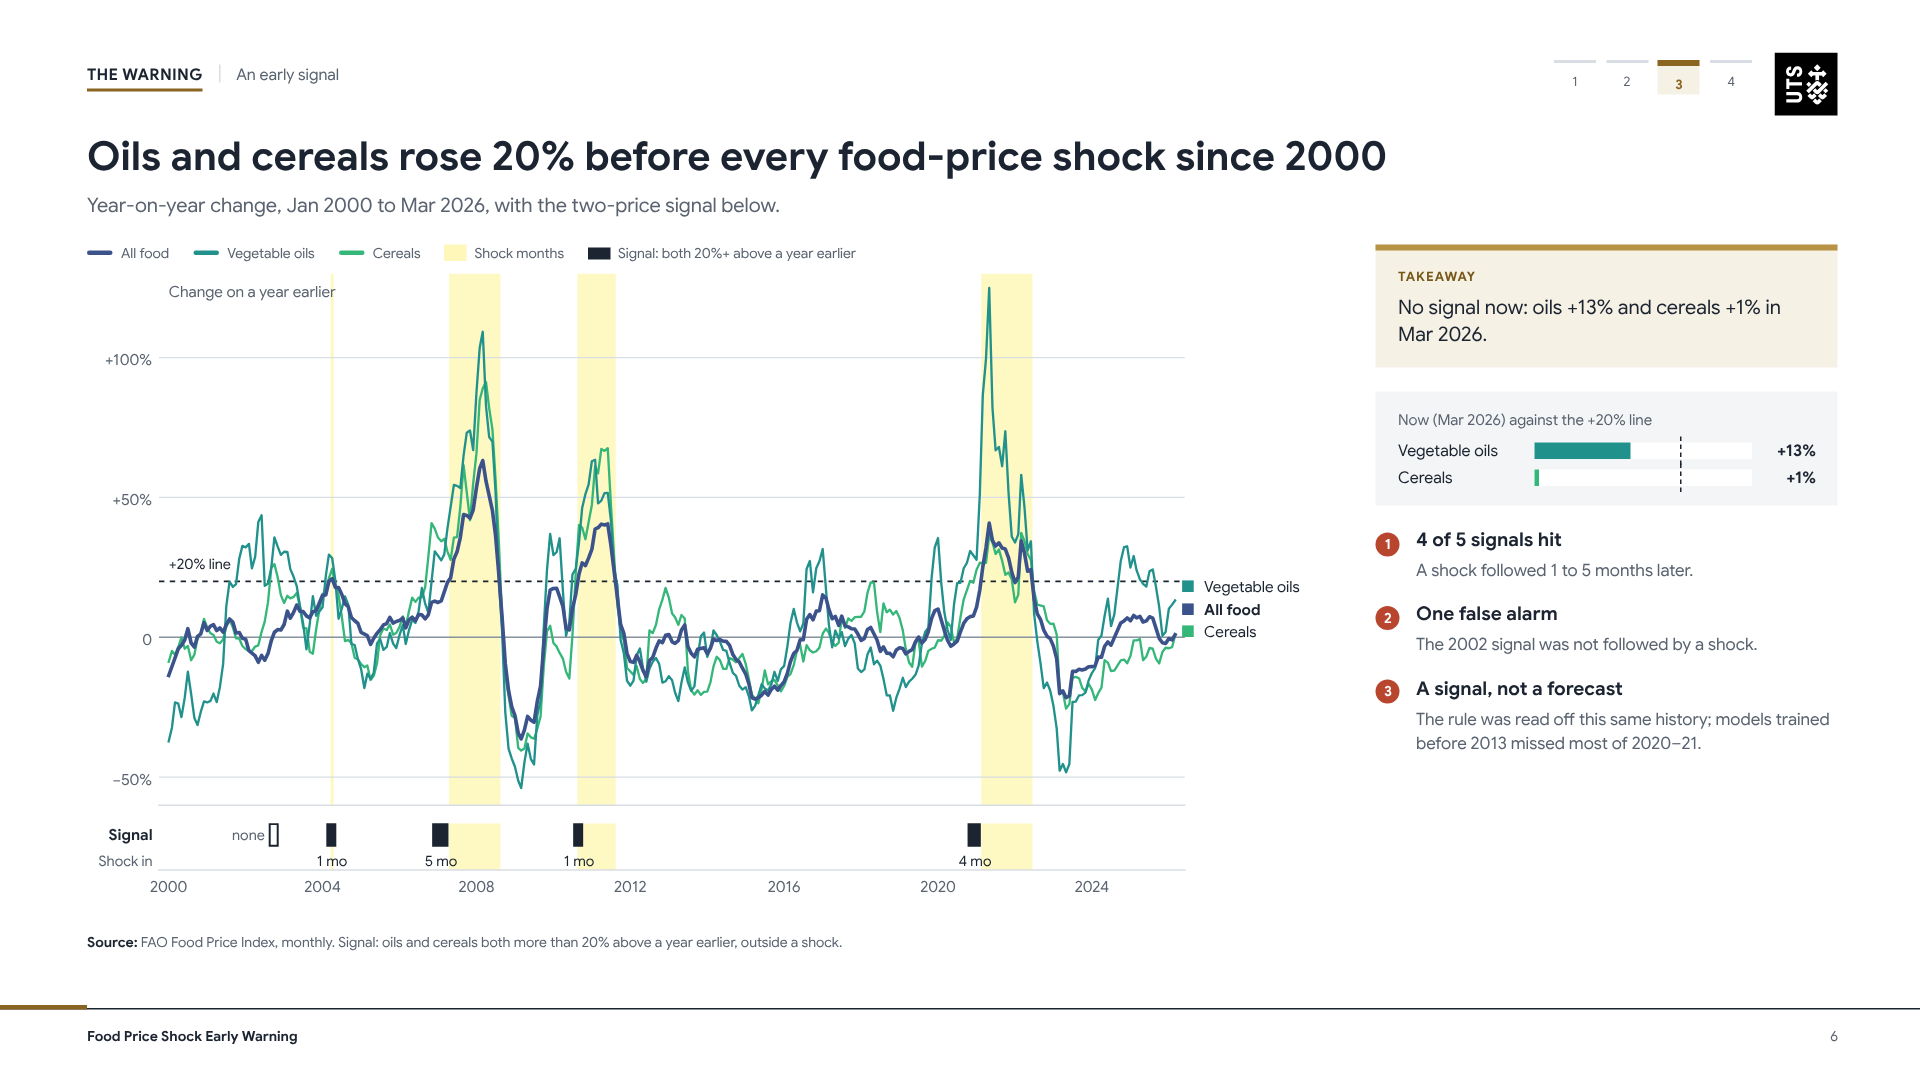 THE WARNING An early signal
1 2 3 4
UTS
Oils and cereals rose 20% before every food-price shock since 2000
Year-on-year change, Jan 2000 to Mar 2026, with the two-price signal below.
All food Vegetable oils Cereals Shock months Signal: both 20%+ above a year earlier
Change on a year earlier
+100%
+50%
+20% line
0
−50%
Vegetable oils
All food
Cereals
Signal none
Shock in 1 mo 5 mo 1 mo 4 mo
2000 2004 2008 2012 2016 2020 2024
TAKEAWAY
No signal now: oils +13% and cereals +1% in
Mar 2026.
Now (Mar 2026) against the +20% line
Vegetable oils +13%
Cereals +1%
1 4 of 5 signals hit
A shock followed 1 to 5 months later.
2 One false alarm
The 2002 signal was not followed by a shock.
3 A signal, not a forecast
The rule was read off this same history; models trained
before 2013 missed most of 2020–21.
Source: FAO Food Price Index, monthly. Signal: oils and cereals both more than 20% above a year earlier, outside a shock.
Food Price Shock Early Warning 6